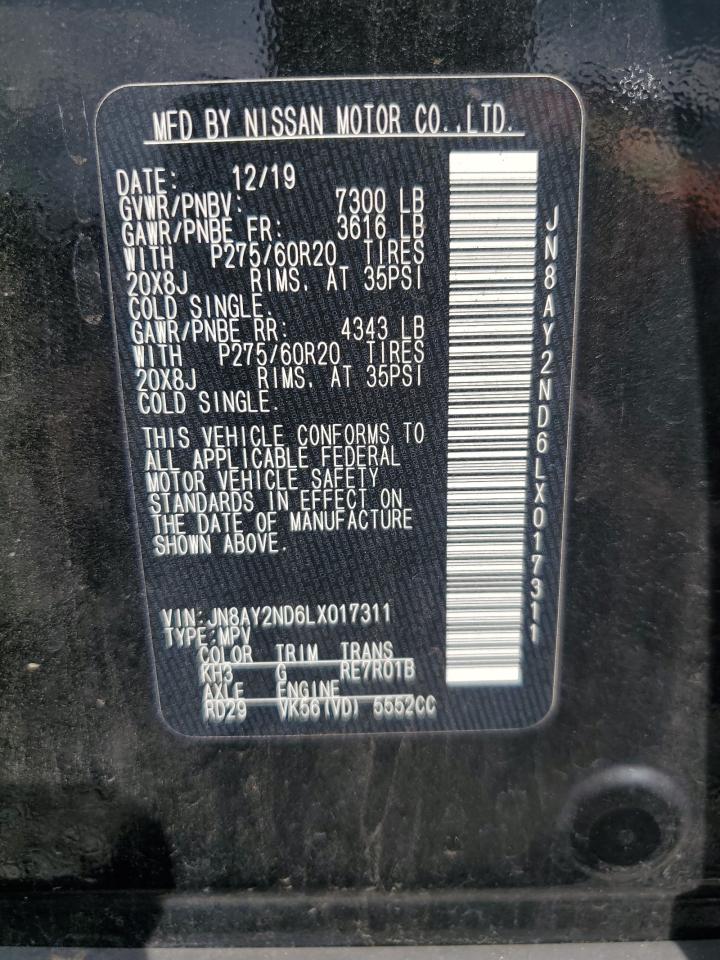 MFD BY NISSAN MOTOR CO.,LTD.
DATE: 12/19
GVWR/PNBV: 7300 LB
GAWR/PNBE FR: 3616 LB
WITH P275/60R20 TIRES
20X8J RIMS, AT 35PSI
COLD SINGLE.
GAWR/PNBE RR: 4343 LB
WITH P275/60R20 TIRES
20X8J RIMS, AT 35PSI
COLD SINGLE.
THIS VEHICLE CONFORMS TO
ALL APPLICABLE FEDERAL
MOTOR VEHICLE SAFETY
STANDARDS IN EFFECT ON
THE DATE OF MANUFACTURE
SHOWN ABOVE.
VIN:JN8AY2ND6LX017311
TYPE:MPV
COLOR TRIM TRANS
KH3 G RE7R01B
AXLE ENGINE
RD29 VK56(VD) 5552CC
JN8AY2ND6LX017311